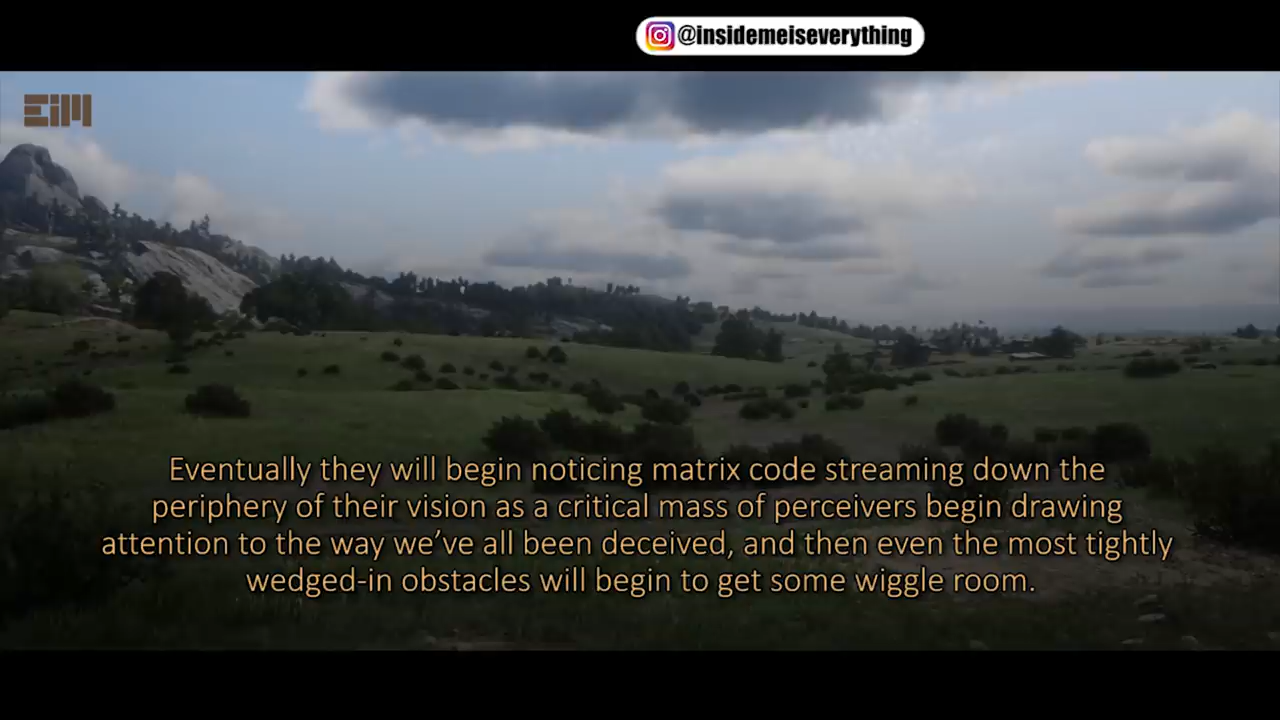 @insidemeiseverything
EiM
Eventually they will begin noticing matrix code streaming down the
periphery of their vision as a critical mass of perceivers begin drawing
attention to the way we’ve all been deceived, and then even the most tightly
wedged-in obstacles will begin to get some wiggle room.